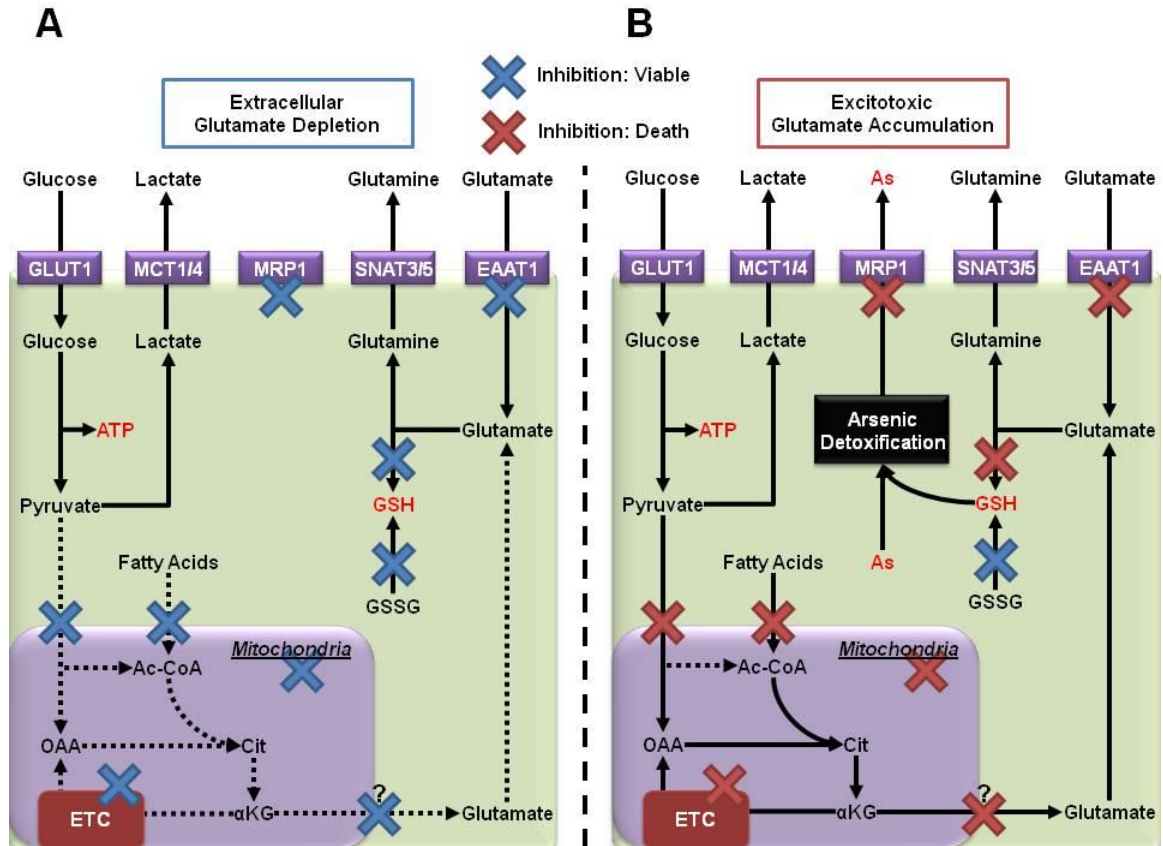 A
B
Inhibition: Viable
Inhibition: Death
Extracellular
Glutamate Depletion
Excitotoxic
Glutamate Accumulation
Glucose
Lactate
Glutamine
Glutamate
GLUT1
MCT1/4
MRP1
SNAT3/5
EAAT1
Glucose
Lactate
Glutamine
ATP
Glutamate
Pyruvate
GSH
Fatty Acids
GSSG
Mitochondria
Ac-CoA
OAA
Cit
?
ETC
αKG
Glutamate
Glucose
Lactate
As
Glutamine
Glutamate
GLUT1
MCT1/4
MRP1
SNAT3/5
EAAT1
Glucose
Lactate
Glutamine
Arsenic
Detoxification
ATP
Glutamate
Pyruvate
GSH
Fatty Acids
As
GSSG
Mitochondria
Ac-CoA
OAA
Cit
?
ETC
αKG
Glutamate